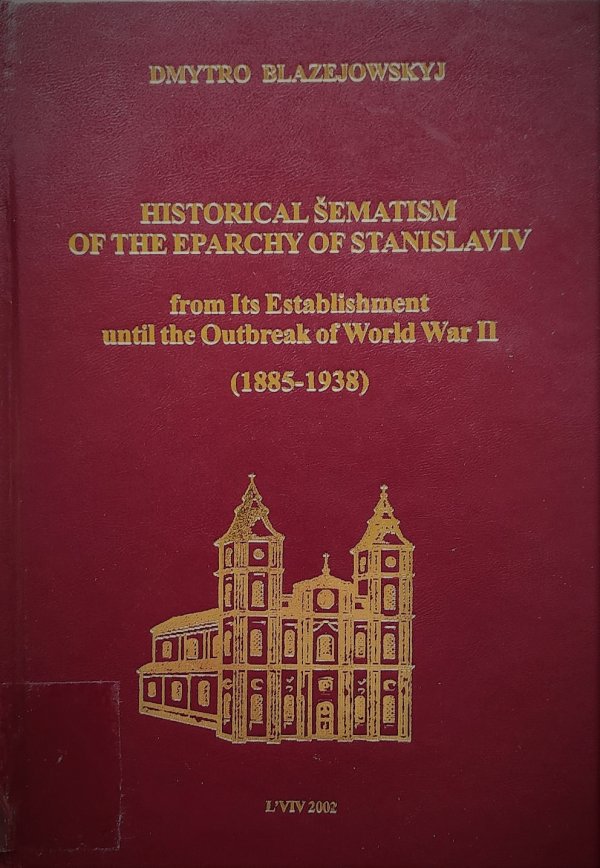 DMYTRO BLAZEJOWSKYJ
HISTORICAL ŠEMATISM
OF THE EPARCHY OF STANISLAVIV
from Its Establishment
until the Outbreak of World War II
(1885-1938)
L'VIV 2002